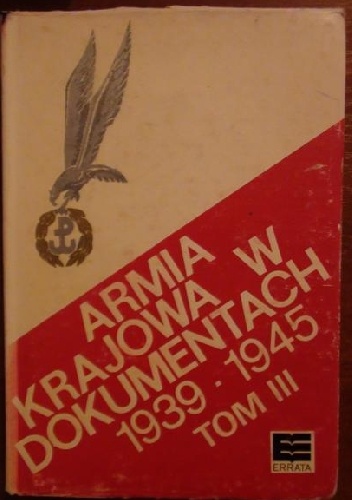 ARMIA
KRAJOWA W
DOKUMENTACH
1939 · 1945
TOM III
ERRATA